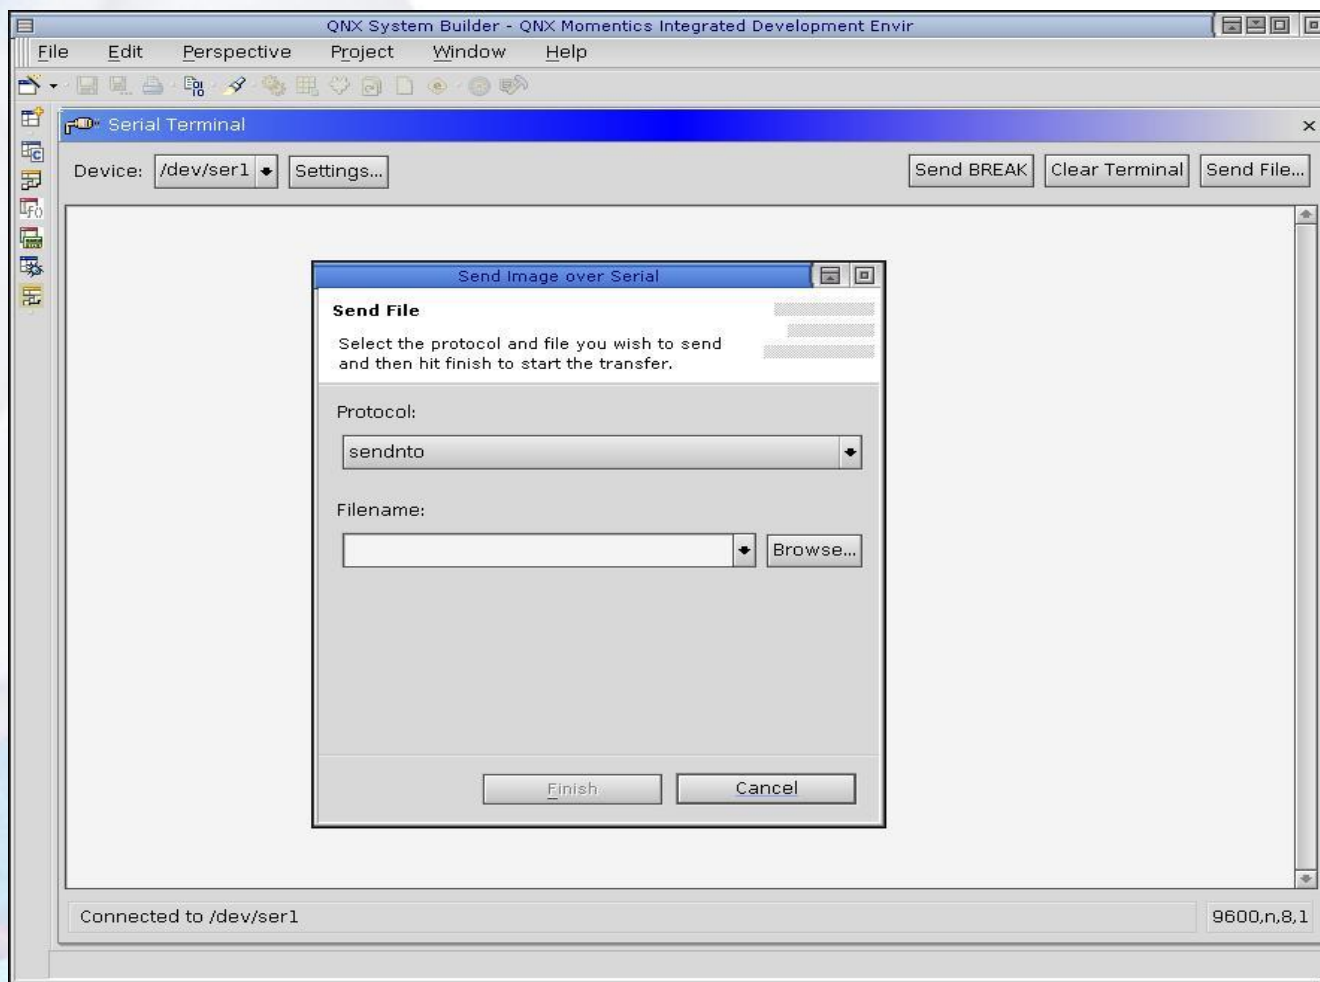 QNX System Builder - QNX Momentics Integrated Development Envir
File Edit Perspective Project Window Help
Serial Terminal
Device: /dev/ser1 Settings... Send BREAK Clear Terminal Send File...
Send Image over Serial
Send File
Select the protocol and file you wish to send
and then hit finish to start the transfer.
Protocol:
sendnto
Filename:
Browse...
Finish Cancel
Connected to /dev/ser1 9600,n,8,1